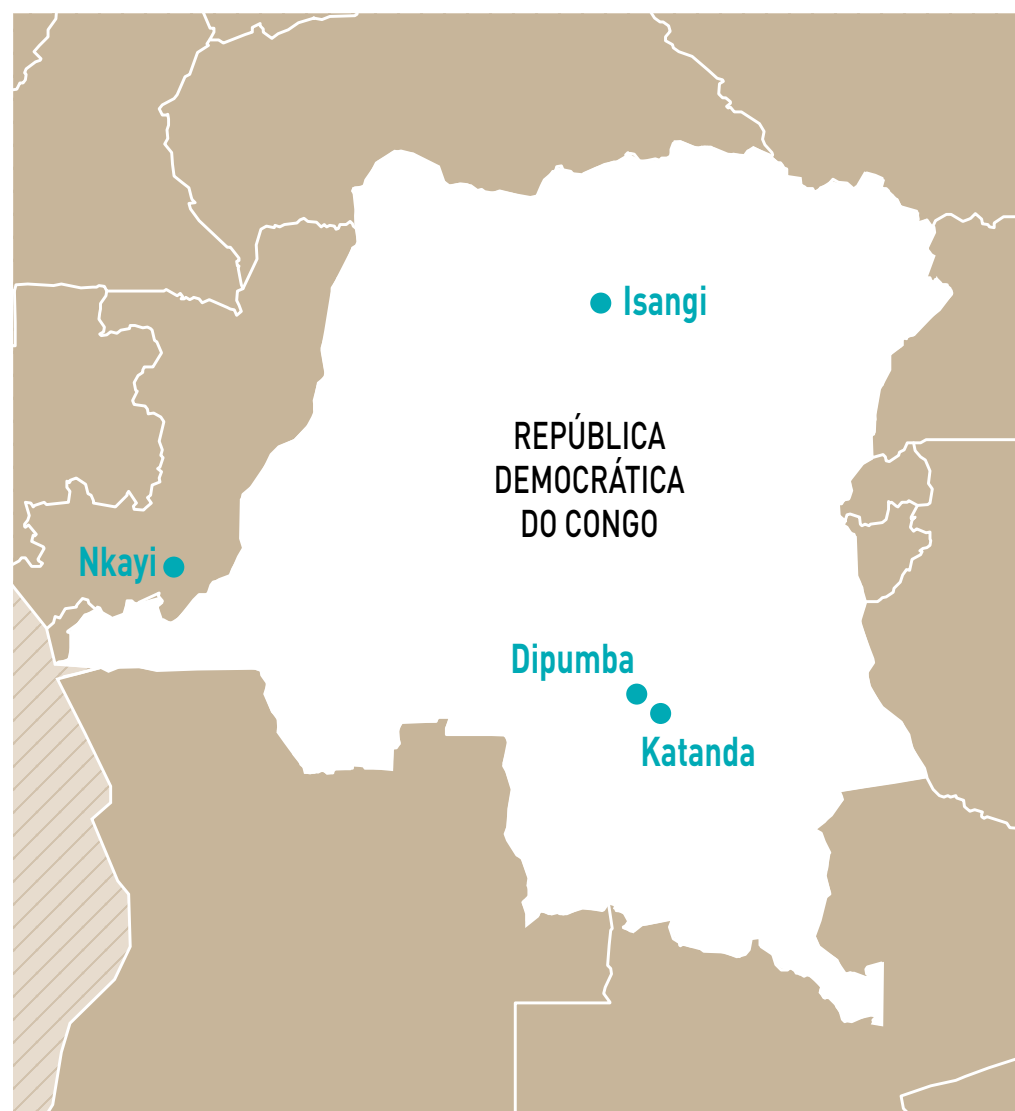 Isangi
REPÚBLICA
DEMOCRÁTICA
DO CONGO
Nkayi
Dipumba
Katanda